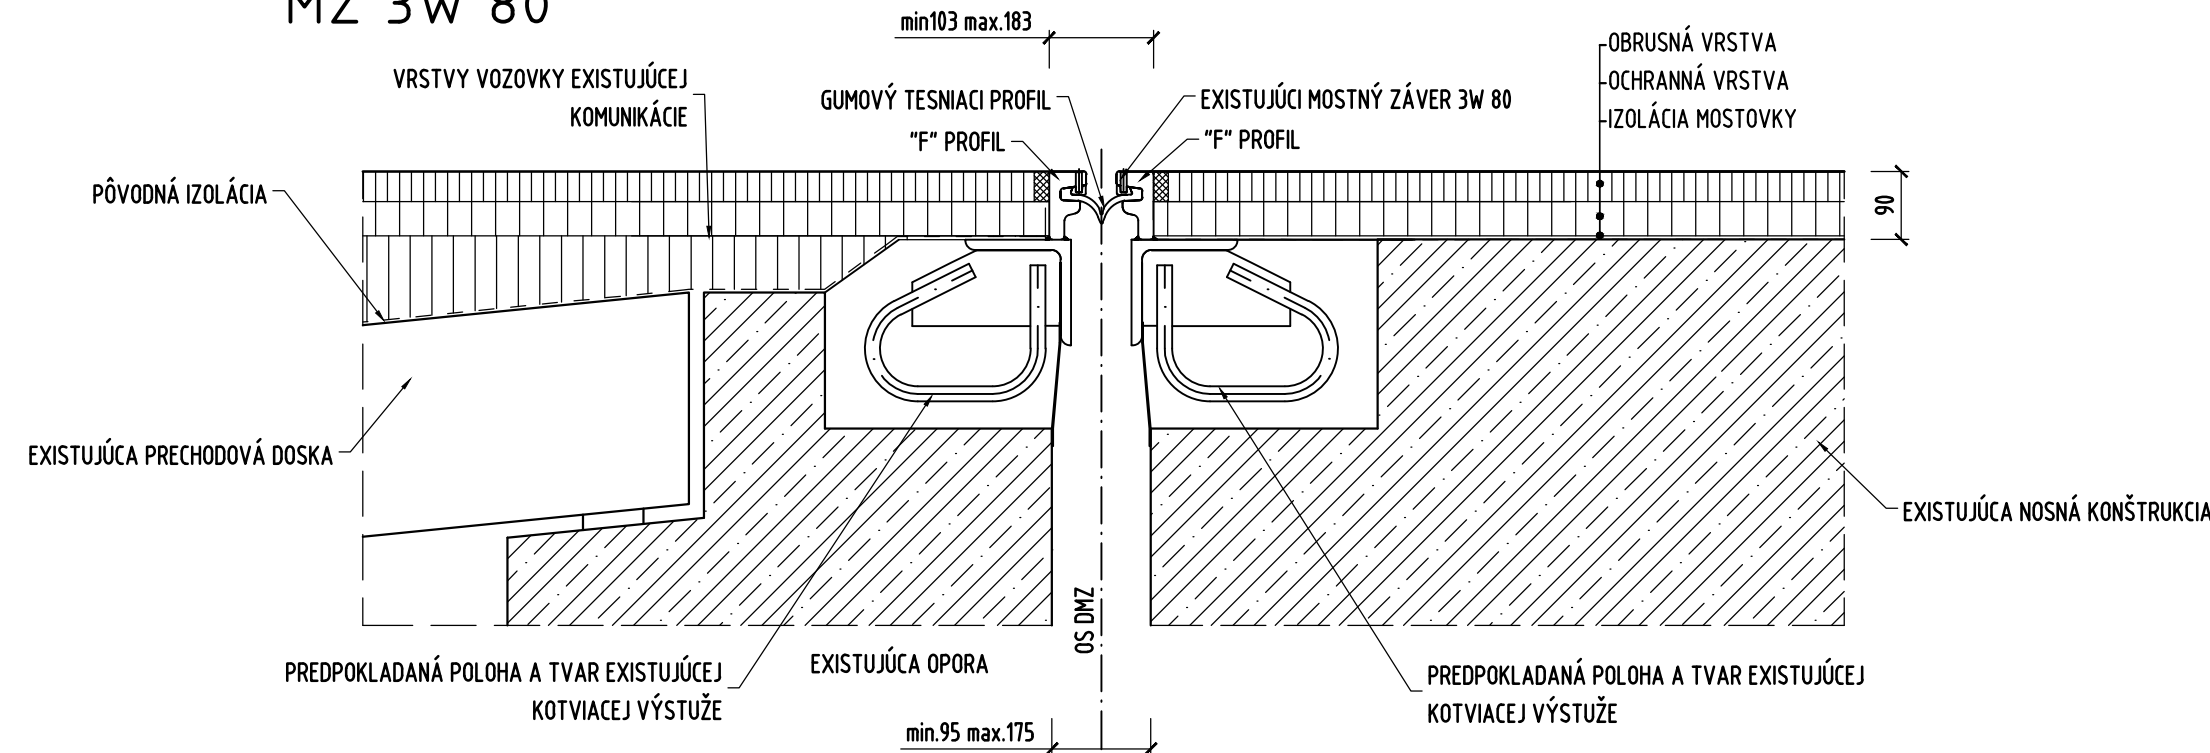 MZ 3W 80
min103 max.183
OBRUSNÁ VRSTVA
OCHRANNÁ VRSTVA
IZOLÁCIA MOSTOVKY
VRSTVY VOZOVKY EXISTUJÚCEJ
KOMUNIKÁCIE
GUMOVÝ TESNIACI PROFIL
EXISTUJÚCI MOSTNÝ ZÁVER 3W 80
"F" PROFIL
"F" PROFIL
PÔVODNÁ IZOLÁCIA
90
EXISTUJÚCA PRECHODOVÁ DOSKA
EXISTUJÚCA NOSNÁ KONŠTRUKCIA
OS DMZ
EXISTUJÚCA OPORA
PREDPOKLADANÁ POLOHA A TVAR EXISTUJÚCEJ
KOTVIACEJ VÝSTUŽE
PREDPOKLADANÁ POLOHA A TVAR EXISTUJÚCEJ
KOTVIACEJ VÝSTUŽE
min.95 max.175